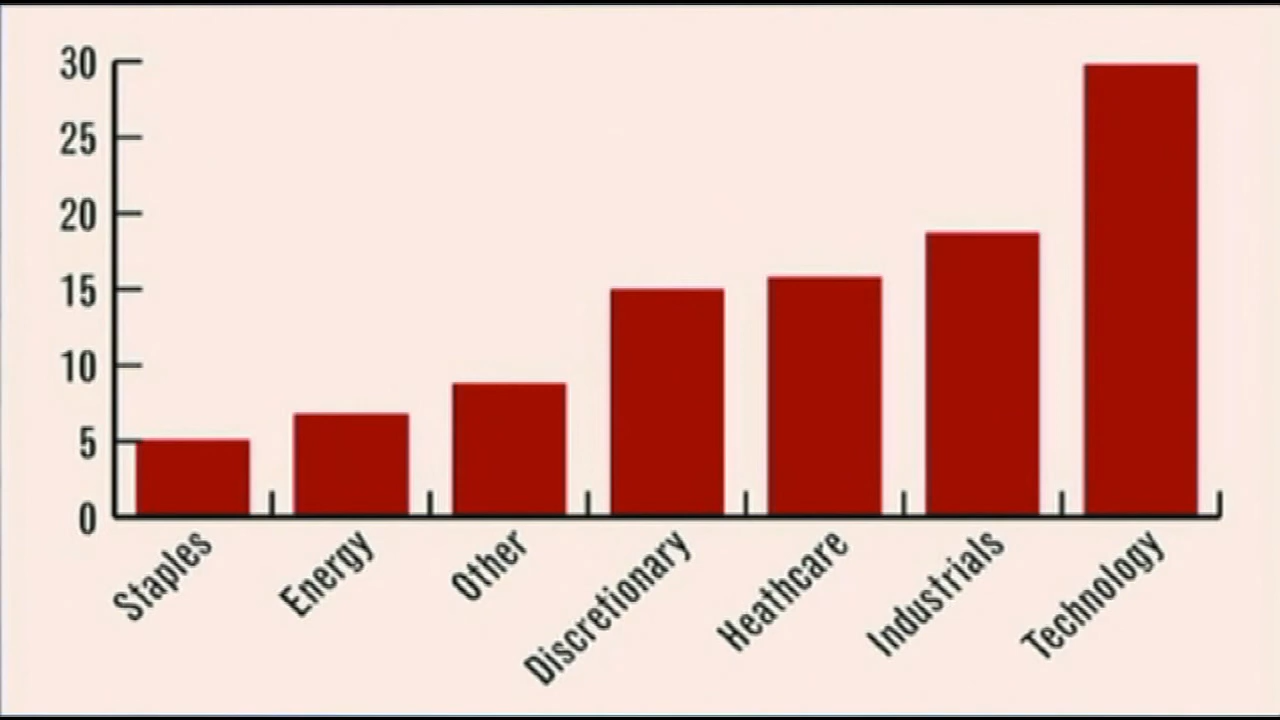 30
25
20
15
10
5
0
Staples
Energy
Other
Discretionary
Heathcare
Industrials
Technology